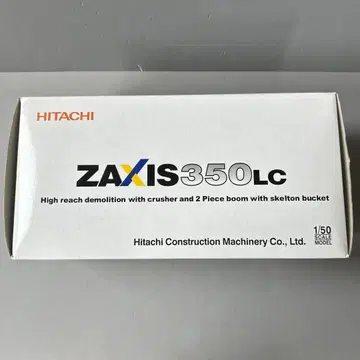 HITACHI
ZAXIS350LC
High reach demolition with crusher and 2 Piece boom with skelton bucket
Hitachi Construction Machinery Co., Ltd.
1/50
SCALE
MODEL